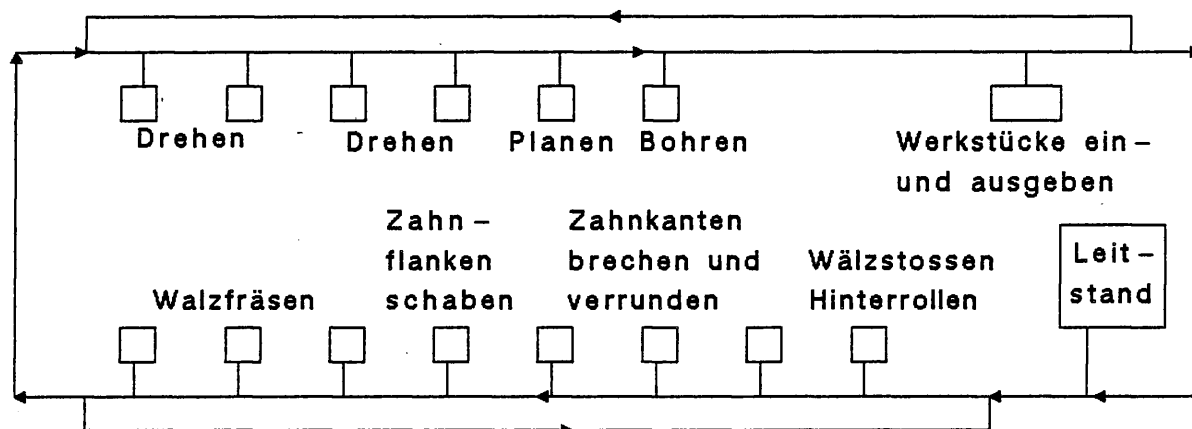 Drehen
Drehen
Planen
Bohren
Werkstücke ein –
und ausgeben
Walzfräsen
Zahn –
flanken
schaben
Zahnkanten
brechen und
verrunden
Wälzstossen
Hinterrollen
Leit –
stand